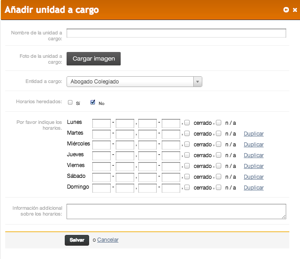 Añadir unidad a cargo
Nombre de la unidad a cargo:
Foto de la unidad a cargo:
Cargar imagen
Entidad a cargo:
Abogado Colegiado
Horarios heredados:
Si
No
Por favor indique los horarios:
Lunes - , - , cerrado , n / a
Martes - , - , cerrado , n / a Duplicar
Miércoles - , - , cerrado , n / a Duplicar
Jueves - , - , cerrado , n / a Duplicar
Viernes - , - , cerrado , n / a Duplicar
Sábado - , - , cerrado , n / a Duplicar
Domingo - , - , cerrado , n / a Duplicar
Información addicional sobre los horarios:
Salvar o Cancelar